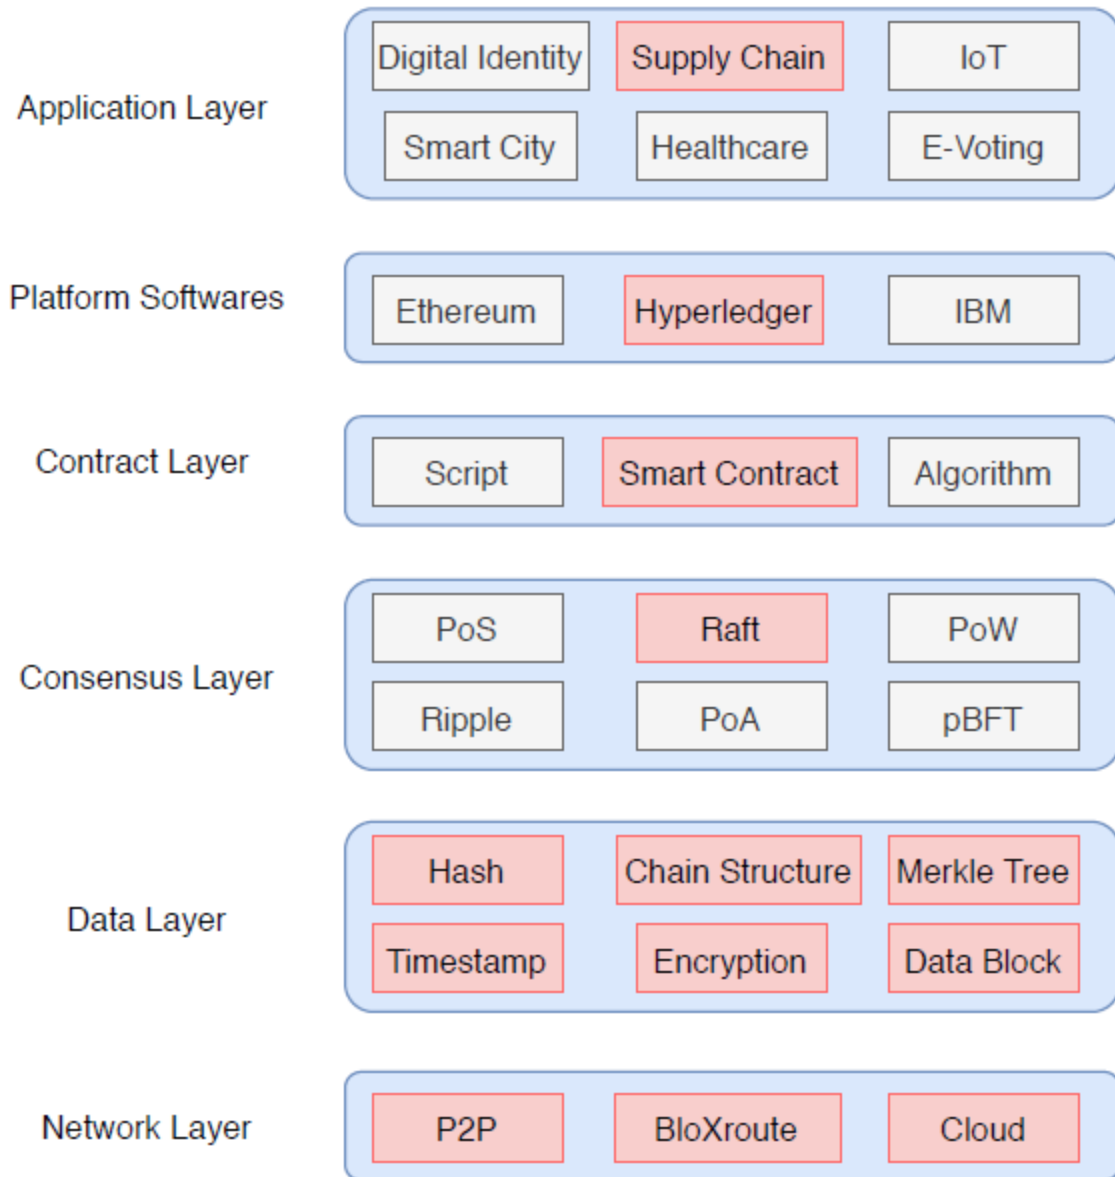 Application Layer
Digital Identity Supply Chain IoT
Smart City Healthcare E-Voting
Platform Softwares
Ethereum Hyperledger IBM
Contract Layer
Script Smart Contract Algorithm
Consensus Layer
PoS Raft PoW
Ripple PoA pBFT
Data Layer
Hash Chain Structure Merkle Tree
Timestamp Encryption Data Block
Network Layer
P2P BloXroute Cloud